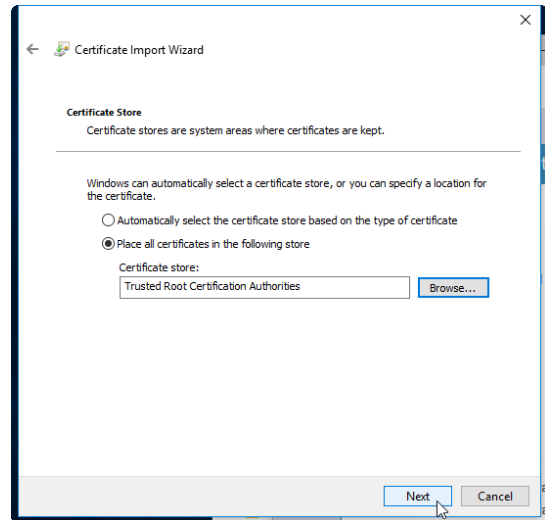 Certificate Import Wizard
Certificate Store
Certificate stores are system areas where certificates are kept.
Windows can automatically select a certificate store, or you can specify a location for
the certificate.
Automatically select the certificate store based on the type of certificate
Place all certificates in the following store
Certificate store:
Trusted Root Certification Authorities
Browse...
Next
Cancel